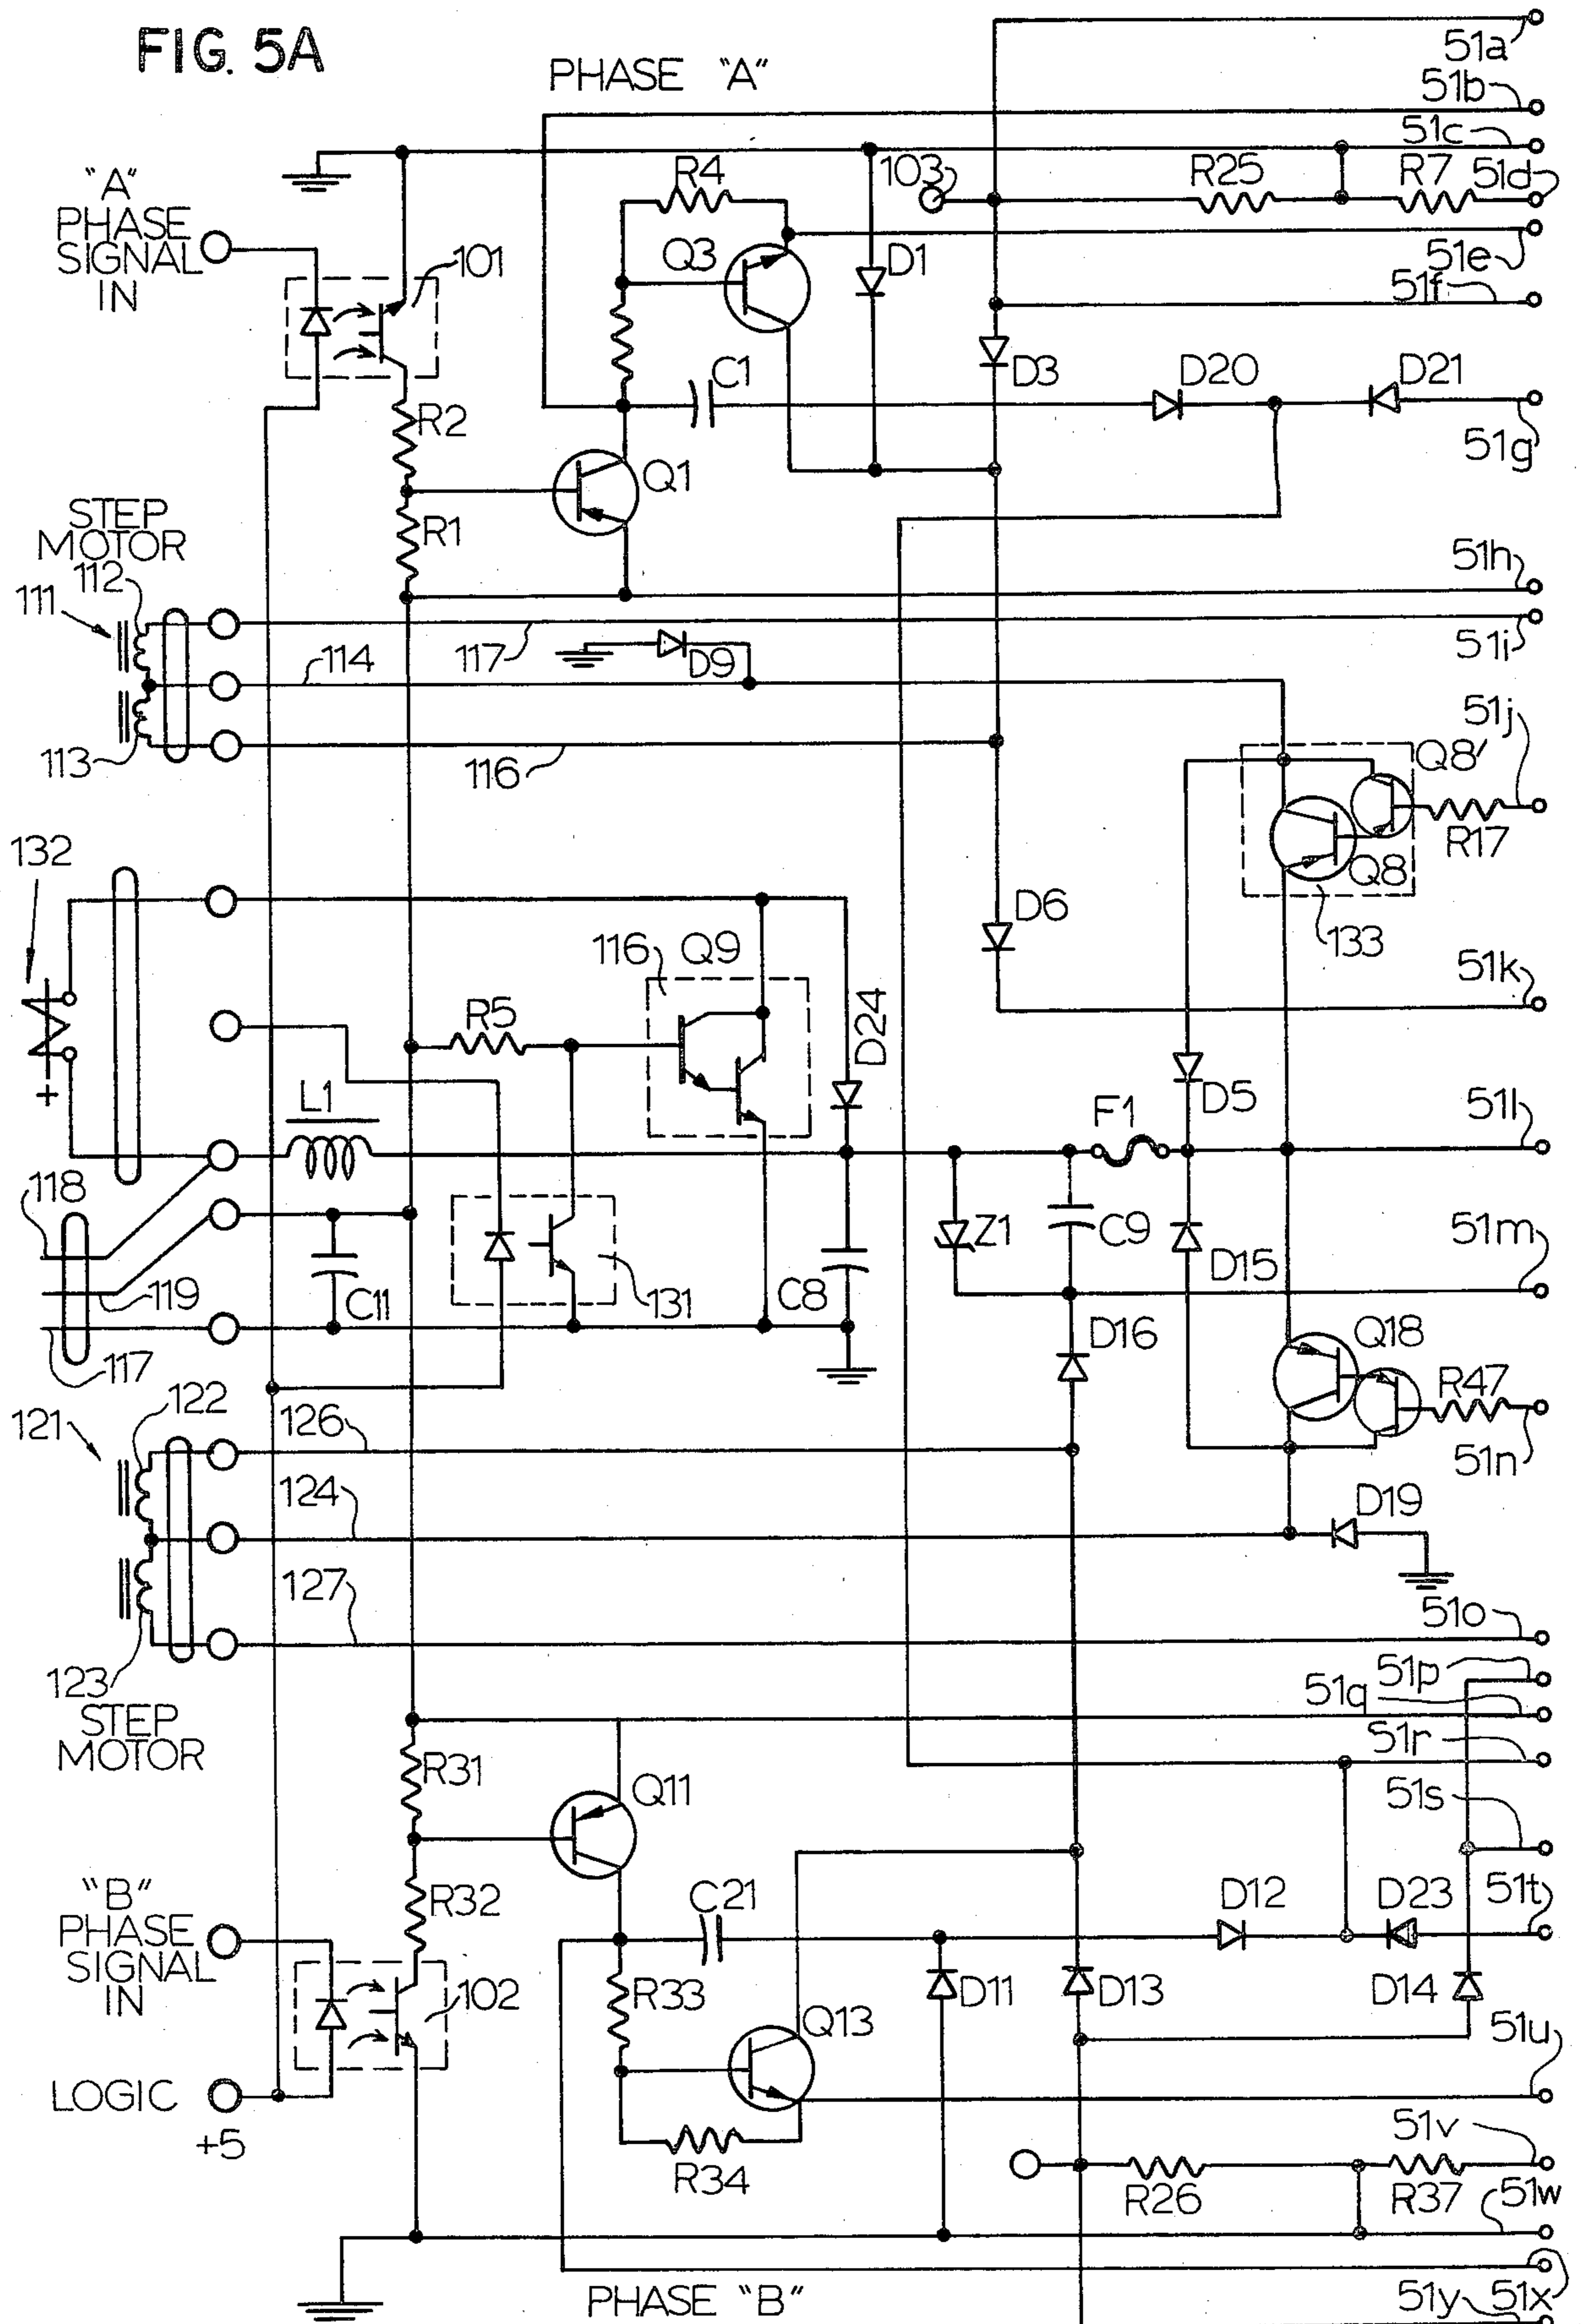 FIG. 5A
PHASE "A"
51a
51b
51c
103
R25
R7
51d
"A"
PHASE
SIGNAL
IN
R4
Q3
D1
51e
101
51f
C1
D3
D20
D21
R2
51g
Q1
STEP
MOTOR
R1
112
111
51h
117
51i
114
D9
113
116
51j
Q8'
R17
Q8
133
132
D6
116
Q9
51k
R5
D24
+
L1
F1
D5
51l
118
Z1
C9
51m
119
C11
131
C8
D15
117
D16
Q18
122
121
126
R47
51n
124
D19
127
51o
123
51p
51q
STEP
MOTOR
R31
51r
Q11
51s
"B"
PHASE
SIGNAL
IN
R32
C21
D12
D23
51t
102
R33
D11
D13
D14
Q13
51u
LOGIC
+5
51v
R34
R26
R37
51w
PHASE "B"
51y
51x